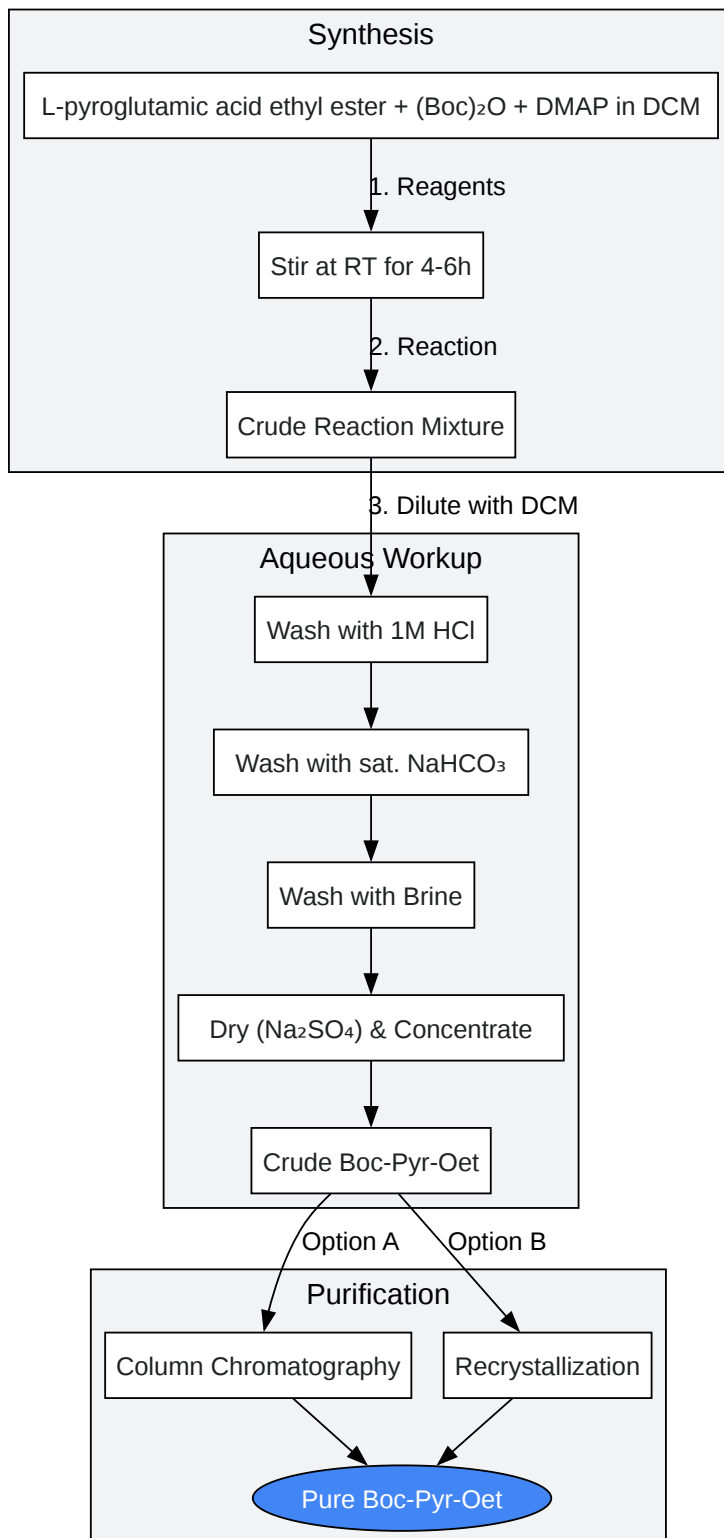 Synthesis
L-pyroglutamic acid ethyl ester + (Boc)₂O + DMAP in DCM
1. Reagents
Stir at RT for 4-6h
2. Reaction
Crude Reaction Mixture
3. Dilute with DCM
Aqueous Workup
Wash with 1M HCl
Wash with sat. NaHCO₃
Wash with Brine
Dry (Na₂SO₄) & Concentrate
Crude Boc-Pyr-Oet
Option A
Option B
Purification
Column Chromatography
Recrystallization
Pure Boc-Pyr-Oet